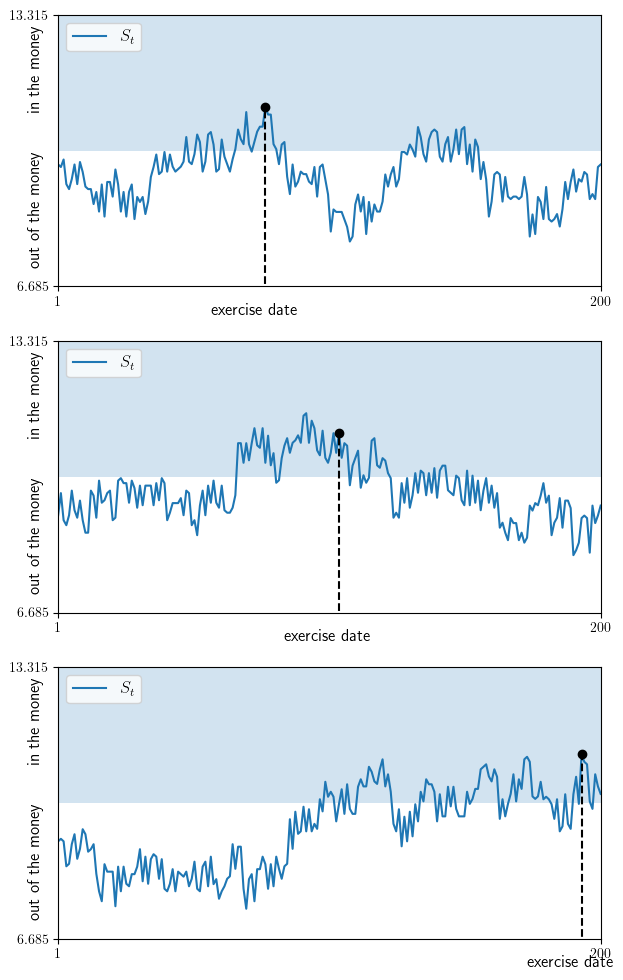 13.315
in the money
out of the money
6.685
S_t
1
200
exercise date
13.315
in the money
out of the money
6.685
S_t
1
200
exercise date
13.315
in the money
out of the money
6.685
S_t
1
200
exercise date